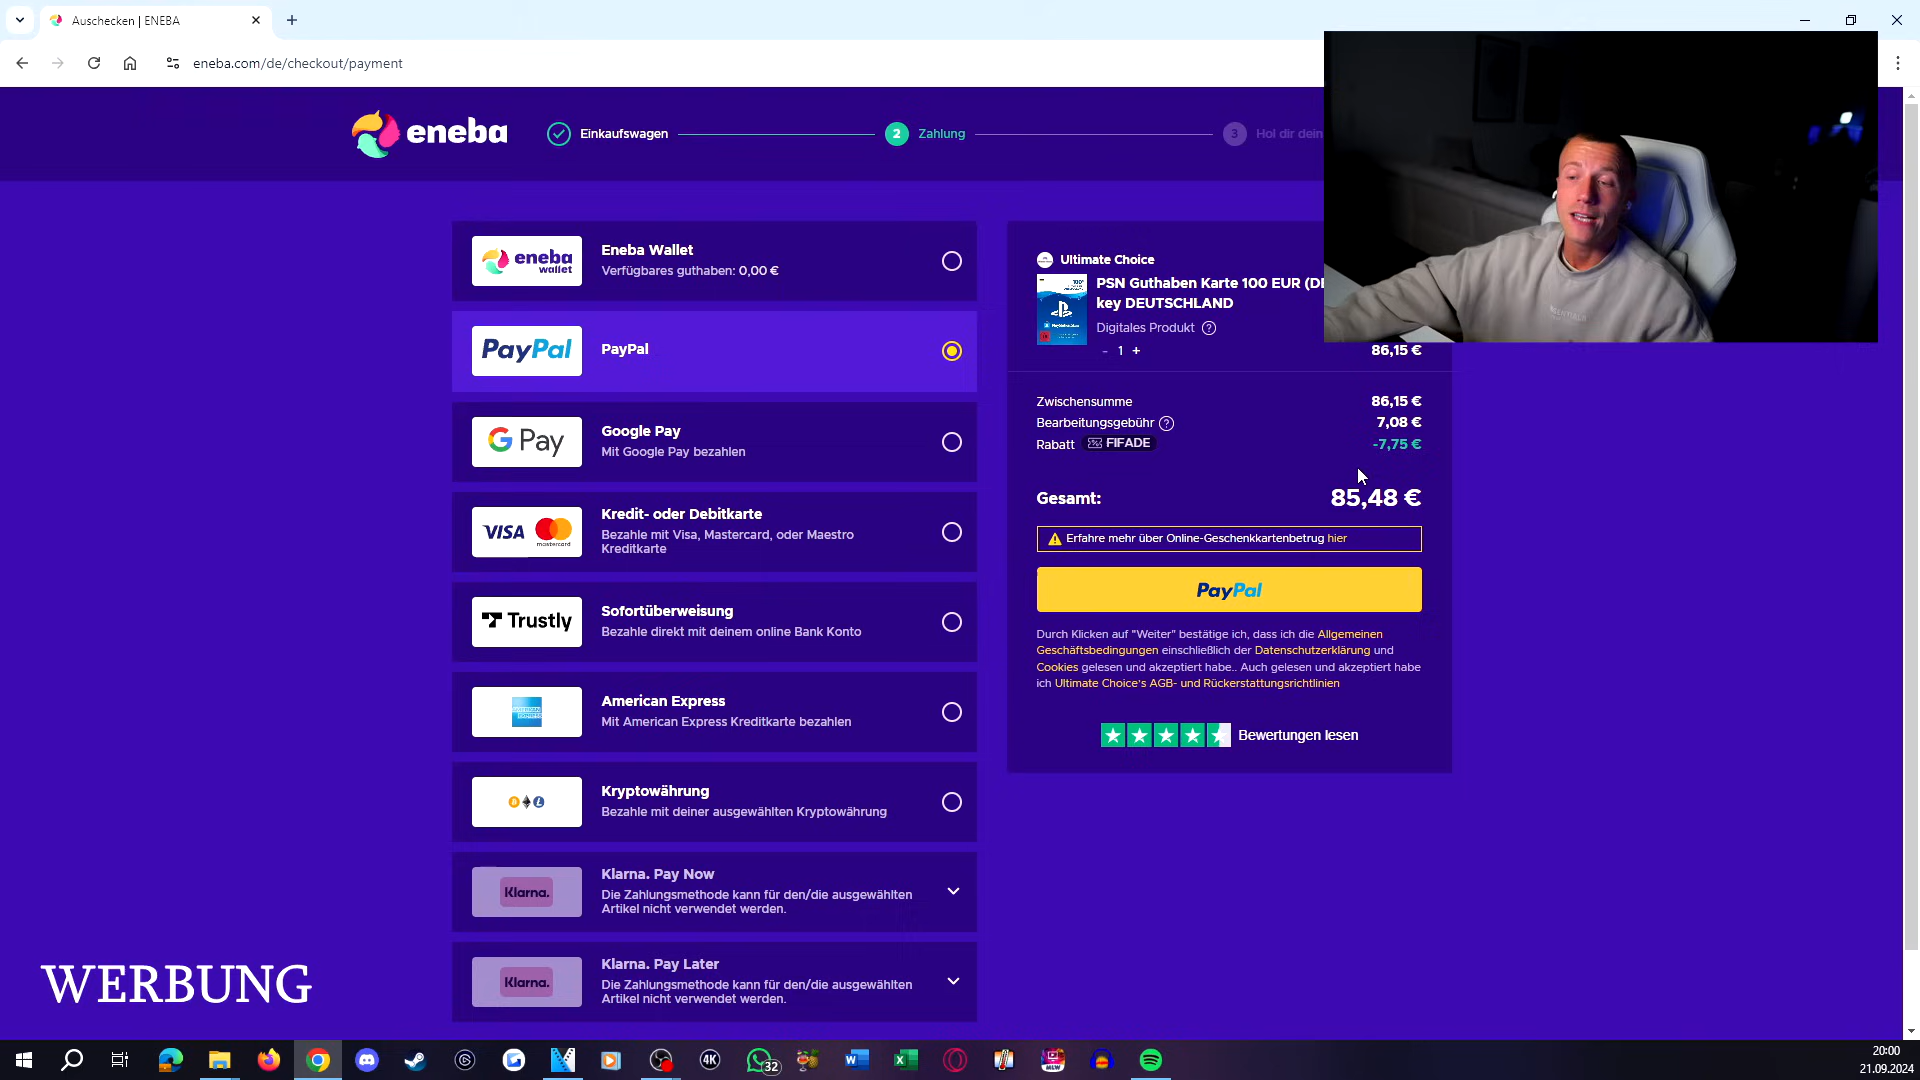 Auschecken | ENEBA
eneba.com/de/checkout/payment
eneba
Einkaufswagen
2
Zahlung
3
Hol dir dein
eneba
wallet
Eneba Wallet
Verfügbares guthaben: 0,00 €
PayPal
PayPal
G Pay
Google Pay
Mit Google Pay bezahlen
VISA
mastercard
Kredit- oder Debitkarte
Bezahle mit Visa, Mastercard, oder Maestro
Kreditkarte
Trustly
Sofortüberweisung
Bezahle direkt mit deinem online Bank Konto
American Express
Mit American Express Kreditkarte bezahlen
Kryptowährung
Bezahle mit deiner ausgewählten Kryptowährung
Klarna.
Klarna. Pay Now
Die Zahlungsmethode kann für den/die ausgewählten
Artikel nicht verwendet werden.
Klarna.
Klarna. Pay Later
Die Zahlungsmethode kann für den/die ausgewählten
Artikel nicht verwendet werden.
Ultimate Choice
PSN Guthaben Karte 100 EUR (DE
key DEUTSCHLAND
Digitales Produkt ?
- 1 +
86,15 €
Zwischensumme 86,15 €
Bearbeitungsgebühr ? 7,08 €
Rabatt FIFADE -7,75 €
Gesamt: 85,48 €
Erfahre mehr über Online-Geschenkkartenbetrug hier
PayPal
Durch Klicken auf "Weiter" bestätige ich, dass ich die Allgemeinen
Geschäftsbedingungen einschließlich der Datenschutzerklärung und
Cookies gelesen und akzeptiert habe.. Auch gelesen und akzeptiert habe
ich Ultimate Choice's AGB- und Rückerstattungsrichtlinien
Bewertungen lesen
WERBUNG
4K
32
MLW
20:00
21.09.2024